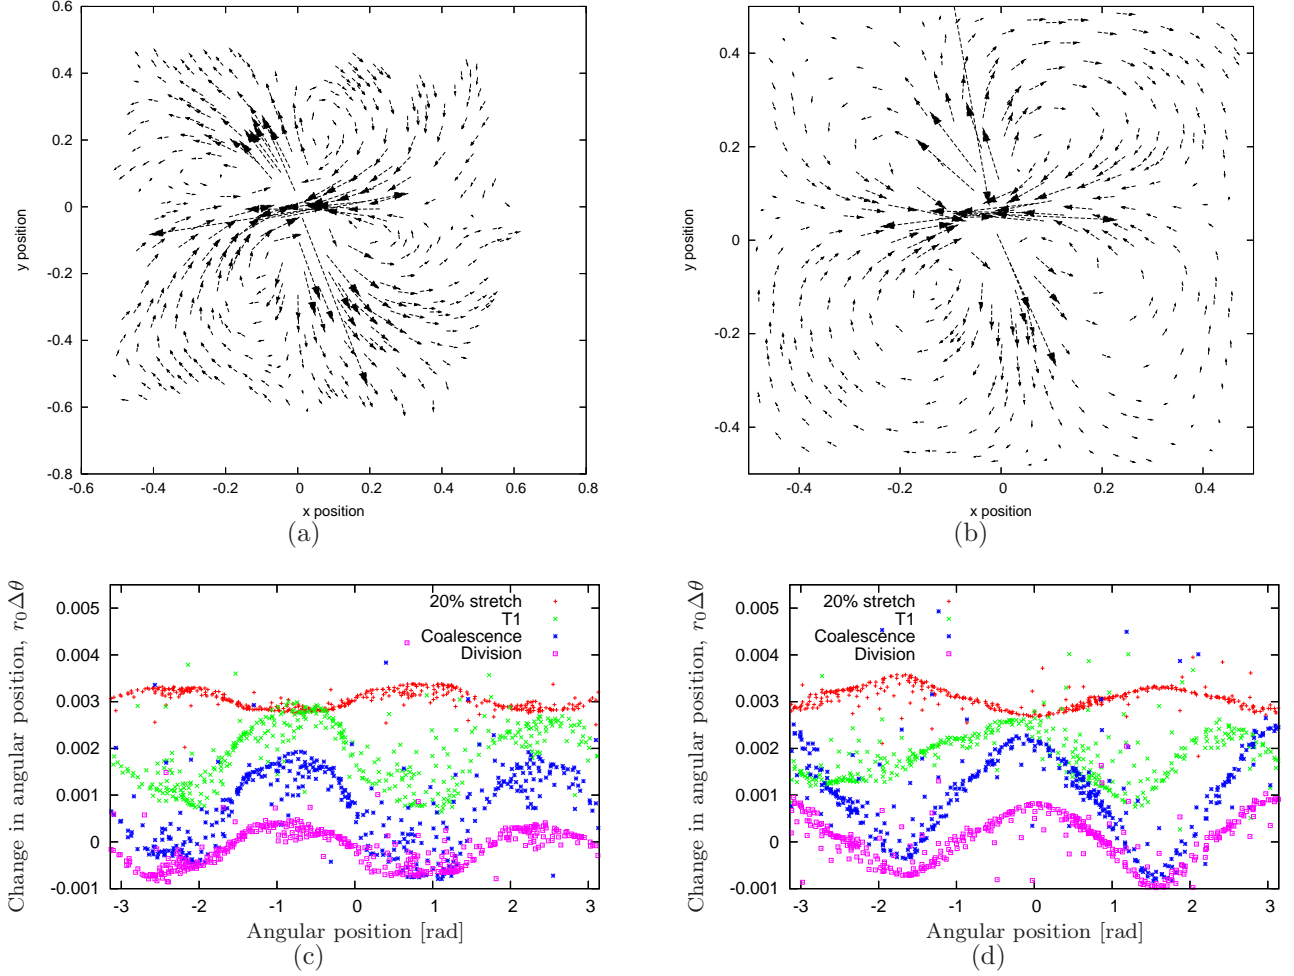 0.6
0.4
0.2
0
-0.2
-0.4
-0.6
-0.8
-0.6 -0.4 -0.2 0 0.2 0.4 0.6 0.8
y position
x position
(a)
0.4
0.2
0
-0.2
-0.4
-0.4 -0.2 0 0.2 0.4
y position
x position
(b)
0.005
0.004
0.003
0.002
0.001
0
-0.001
-3 -2 -1 0 1 2 3
20% stretch
T1
Coalescence
Division
Change in angular position, r₀Δθ
Angular position [rad]
(c)
0.005
0.004
0.003
0.002
0.001
0
-0.001
-3 -2 -1 0 1 2 3
20% stretch
T1
Coalescence
Division
Change in angular position, r₀Δθ
Angular position [rad]
(d)